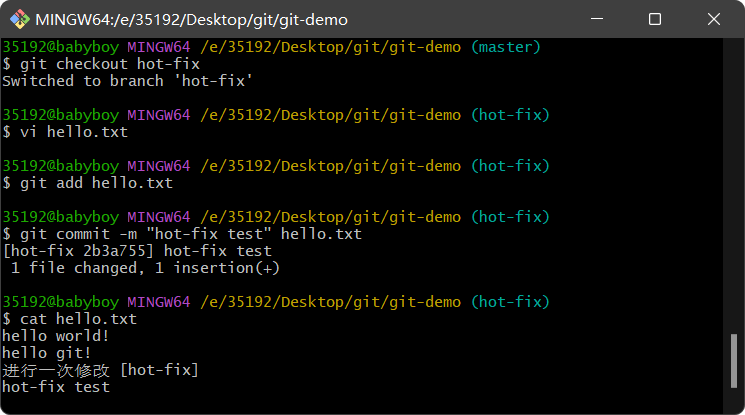 MINGW64:/e/35192/Desktop/git/git-demo
35192@babyboy MINGW64 /e/35192/Desktop/git/git-demo (master)
$ git checkout hot-fix
Switched to branch 'hot-fix'
35192@babyboy MINGW64 /e/35192/Desktop/git/git-demo (hot-fix)
$ vi hello.txt
35192@babyboy MINGW64 /e/35192/Desktop/git/git-demo (hot-fix)
$ git add hello.txt
35192@babyboy MINGW64 /e/35192/Desktop/git/git-demo (hot-fix)
$ git commit -m "hot-fix test" hello.txt
[hot-fix 2b3a755] hot-fix test
 1 file changed, 1 insertion(+)
35192@babyboy MINGW64 /e/35192/Desktop/git/git-demo (hot-fix)
$ cat hello.txt
hello world!
hello git!
进行一次修改 [hot-fix]
hot-fix test